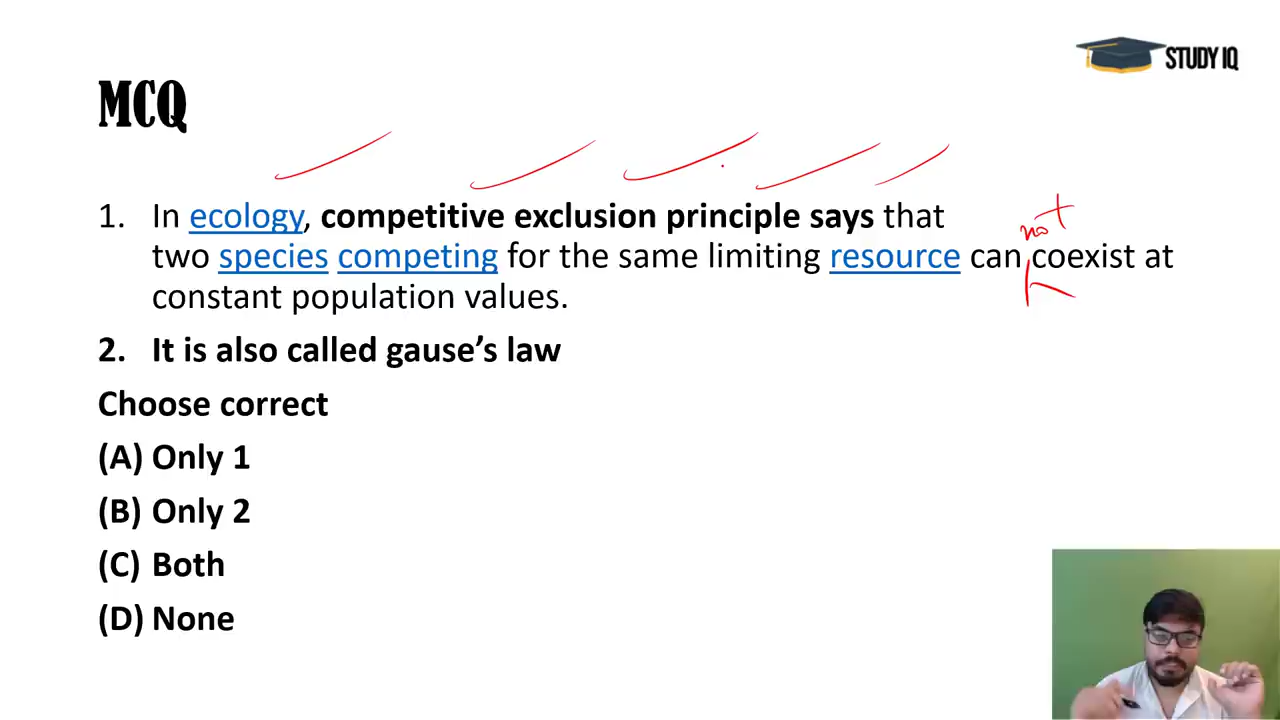 STUDY IQ
MCQ
1. In ecology, competitive exclusion principle says that
not
two species competing for the same limiting resource can coexist at
constant population values.
2. It is also called gause’s law
Choose correct
(A) Only 1
(B) Only 2
(C) Both
(D) None